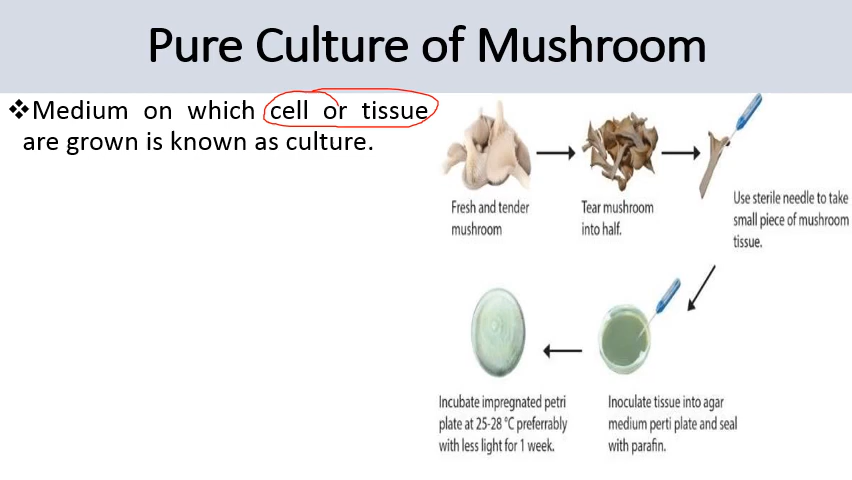 Pure Culture of Mushroom
❖Medium on which cell or tissue
are grown is known as culture.
Fresh and tender
mushroom
Tear mushroom
into half.
Use sterile needle to take
small piece of mushroom
tissue.
Incubate impregnated petri
plate at 25-28 °C preferrably
with less light for 1 week.
Inoculate tissue into agar
medium perti plate and seal
with parafin.